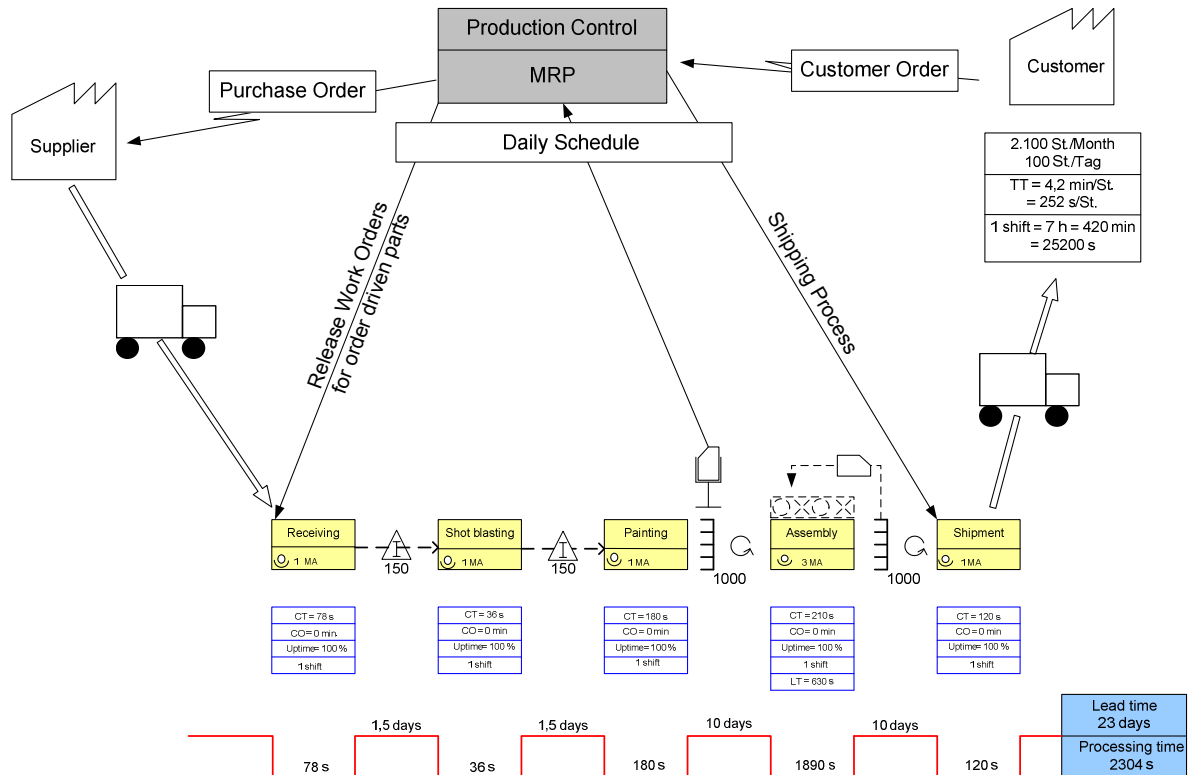 Production Control
MRP
Customer Order
Customer
Purchase Order
Supplier
Daily Schedule
2.100 St./Month
100 St./Tag
TT = 4,2 min/St.
= 252 s/St.
1 shift = 7 h = 420 min
= 25200 s
Release Work Orders
for order driven parts
Shipping Process
Receiving
1 MA
I
150
Shot blasting
1 MA
I
150
Painting
1 MA
1000
Assembly
3 MA
1000
Shipment
1 MA
CT = 78 s
CO = 0 min.
Uptime= 100 %
1 shift
CT = 36 s
CO = 0 min
Uptime= 100 %
1 shift
CT = 180 s
CO = 0 min
Uptime= 100 %
1 shift
CT = 210 s
CO = 0 min
Uptime= 100 %
1 shift
LT = 630 s
CT = 120 s
CO = 0 min
Uptime= 100 %
1 shift
1,5 days
1,5 days
10 days
10 days
78 s
36 s
180 s
1890 s
120 s
Lead time
23 days
Processing time
2304 s